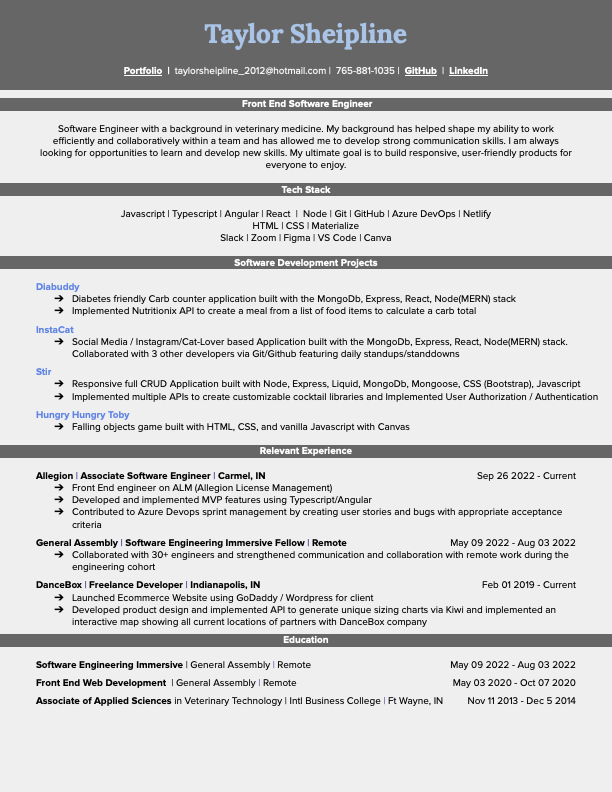 Taylor Sheipline
Portfolio | taylorsheipline_2012@hotmail.com | 765-881-1035 | GitHub | LinkedIn
Front End Software Engineer
Software Engineer with a background in veterinary medicine. My background has helped shape my ability to work
efficiently and collaboratively within a team and has allowed me to develop strong communication skills. I am always
looking for opportunities to learn and develop new skills. My ultimate goal is to build responsive, user-friendly products for
everyone to enjoy.
Tech Stack
Javascript | Typescript | Angular | React | Node | Git | GitHub | Azure DevOps | Netlify
HTML | CSS | Materialize
Slack | Zoom | Figma | VS Code | Canva
Software Development Projects
Diabuddy
➔ Diabetes friendly Carb counter application built with the MongoDb, Express, React, Node(MERN) stack
➔ Implemented Nutritionix API to create a meal from a list of food items to calculate a carb total
InstaCat
➔ Social Media / Instagram/Cat-Lover based Application built with the MongoDb, Express, React, Node(MERN) stack.
Collaborated with 3 other developers via Git/Github featuring daily standups/standdowns
Stir
➔ Responsive full CRUD Application built with Node, Express, Liquid, MongoDb, Mongoose, CSS (Bootstrap), Javascript
➔ Implemented multiple APIs to create customizable cocktail libraries and Implemented User Authorization / Authentication
Hungry Hungry Toby
➔ Falling objects game built with HTML, CSS, and vanilla Javascript with Canvas
Relevant Experience
Allegion | Associate Software Engineer | Carmel, IN Sep 26 2022 - Current
➔ Front End engineer on ALM (Allegion License Management)
➔ Developed and implemented MVP features using Typescript/Angular
➔ Contributed to Azure Devops sprint management by creating user stories and bugs with appropriate acceptance
criteria
General Assembly | Software Engineering Immersive Fellow | Remote May 09 2022 - Aug 03 2022
➔ Collaborated with 30+ engineers and strengthened communication and collaboration with remote work during the
engineering cohort
DanceBox | Freelance Developer | Indianapolis, IN Feb 01 2019 - Current
➔ Launched Ecommerce Website using GoDaddy / Wordpress for client
➔ Developed product design and implemented API to generate unique sizing charts via Kiwi and implemented an
interactive map showing all current locations of partners with DanceBox company
Education
Software Engineering Immersive | General Assembly | Remote May 09 2022 - Aug 03 2022
Front End Web Development | General Assembly | Remote May 03 2020 - Oct 07 2020
Associate of Applied Sciences in Veterinary Technology | Intl Business College | Ft Wayne, IN Nov 11 2013 - Dec 5 2014